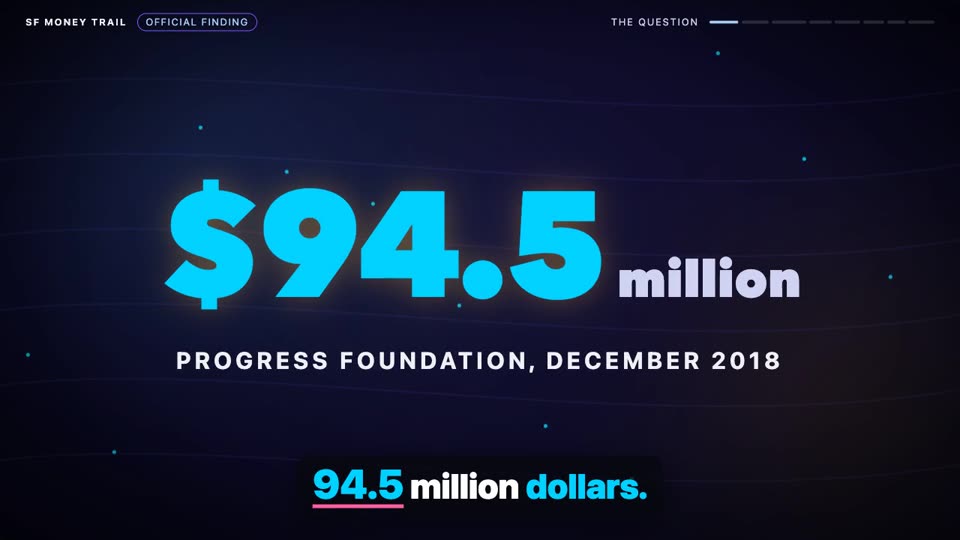 SF MONEY TRAIL OFFICIAL FINDING THE QUESTION
$94.5 million
PROGRESS FOUNDATION, DECEMBER 2018
94.5 million dollars.